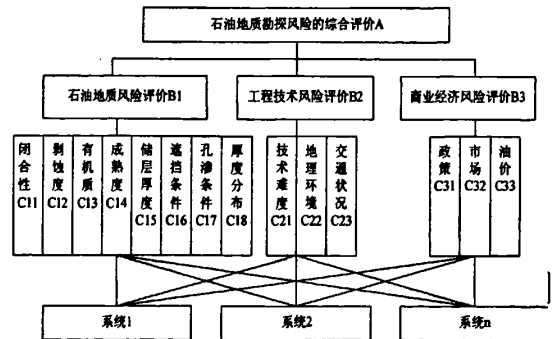 石油地质勘探风险的综合评价A
石油地质风险评价B1
工程技术风险评价B2
商业经济风险评价B3
闭合性C11
剥蚀度C12
有机质C13
成熟度C14
储层厚度C15
遮挡条件C16
孔渗条件C17
厚度分布C18
技术难度C21
地理环境C22
交通状况C23
政策C31
市场C32
油价C33
系统1
系统2
系统n